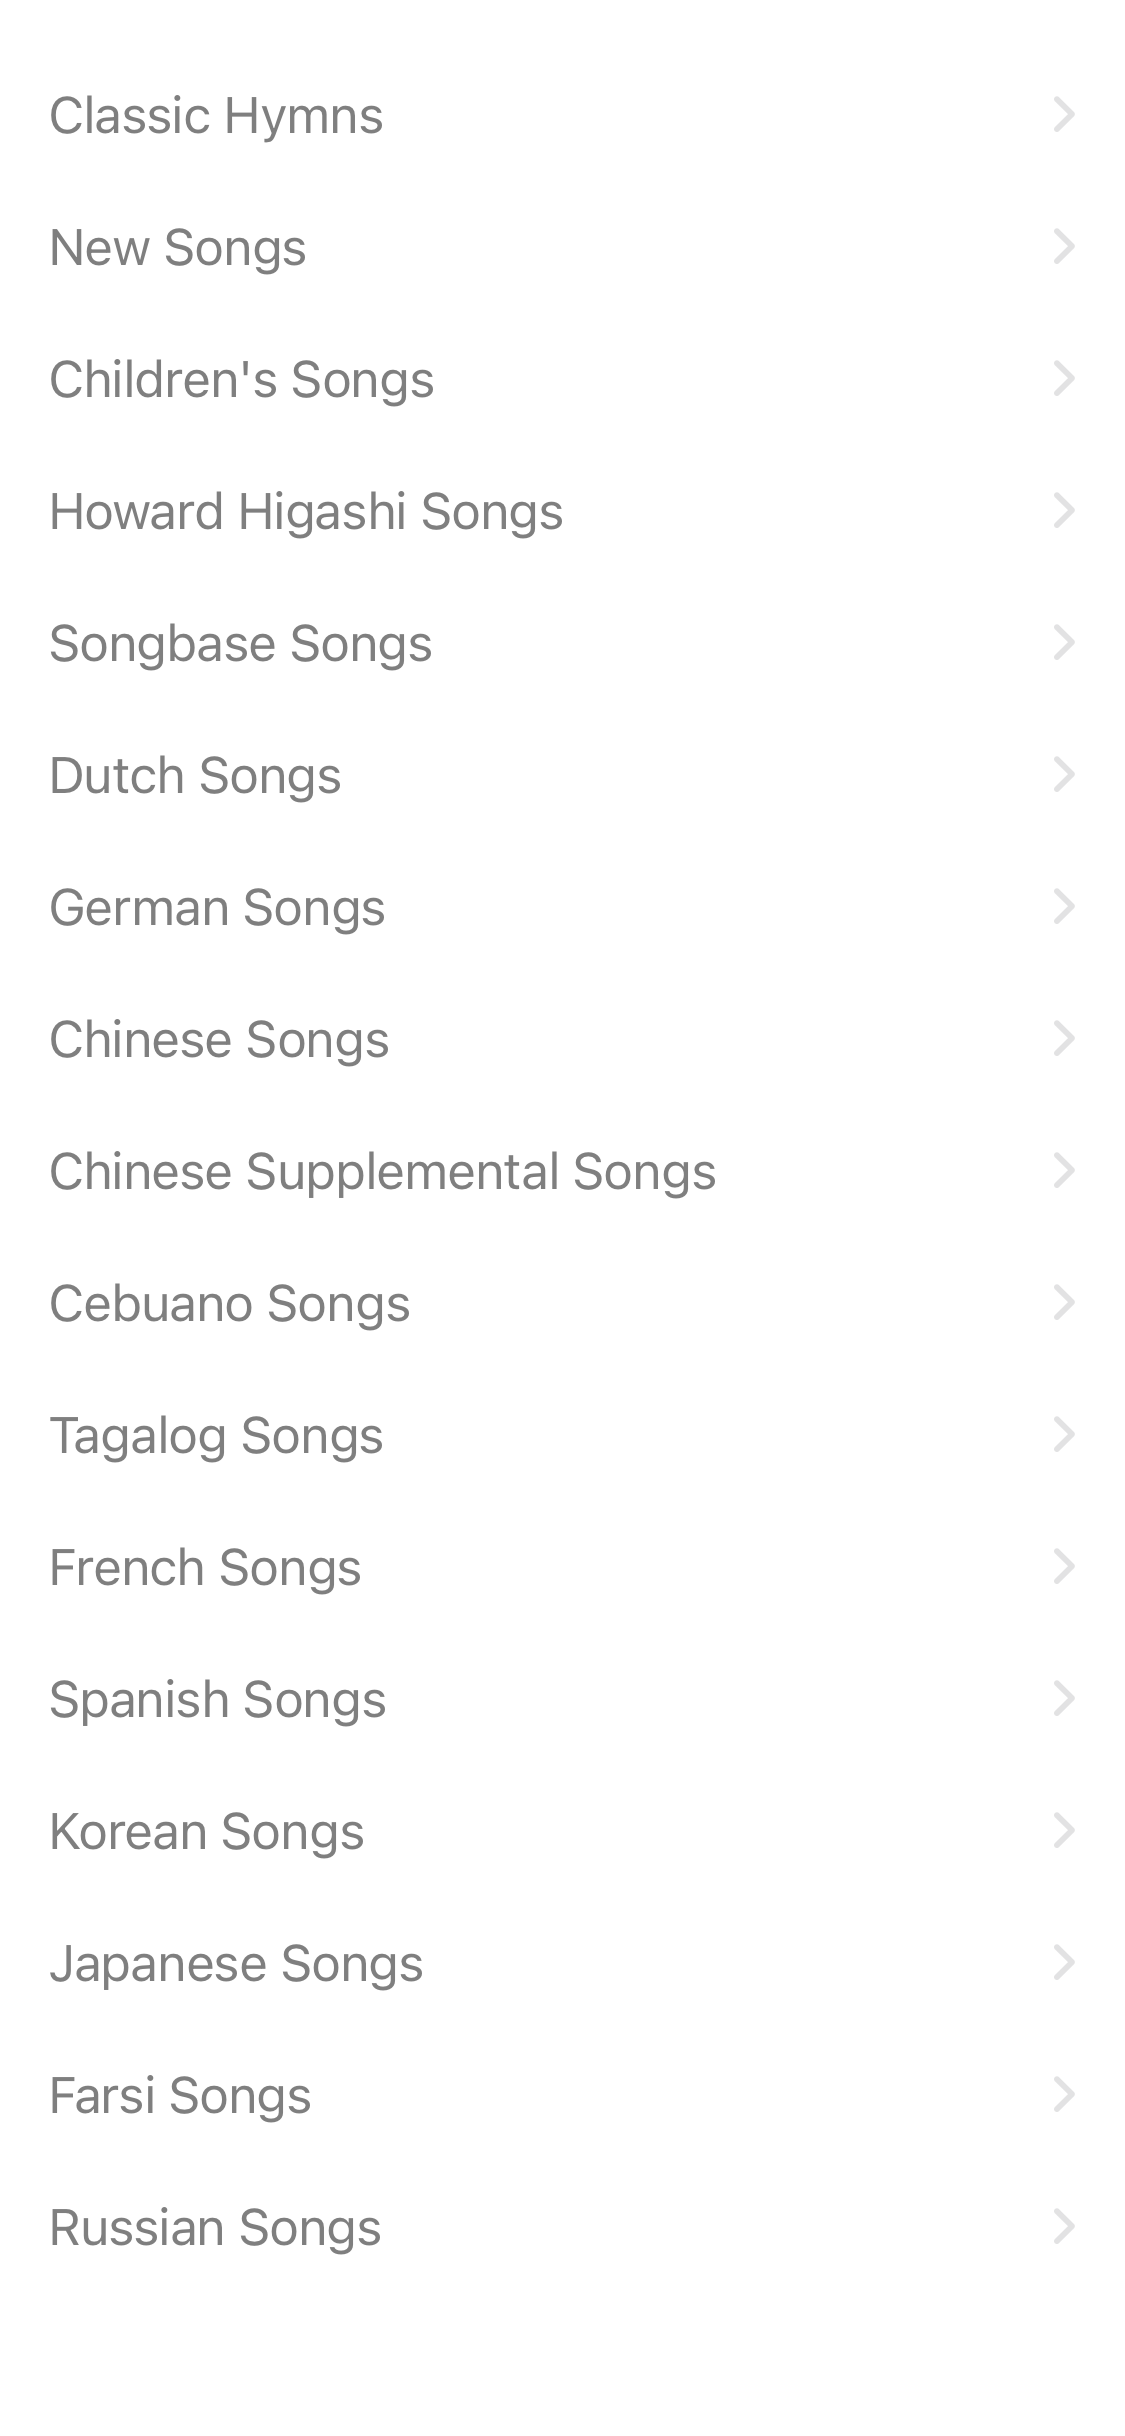 Classic Hymns
New Songs
Children's Songs
Howard Higashi Songs
Songbase Songs
Dutch Songs
German Songs
Chinese Songs
Chinese Supplemental Songs
Cebuano Songs
Tagalog Songs
French Songs
Spanish Songs
Korean Songs
Japanese Songs
Farsi Songs
Russian Songs